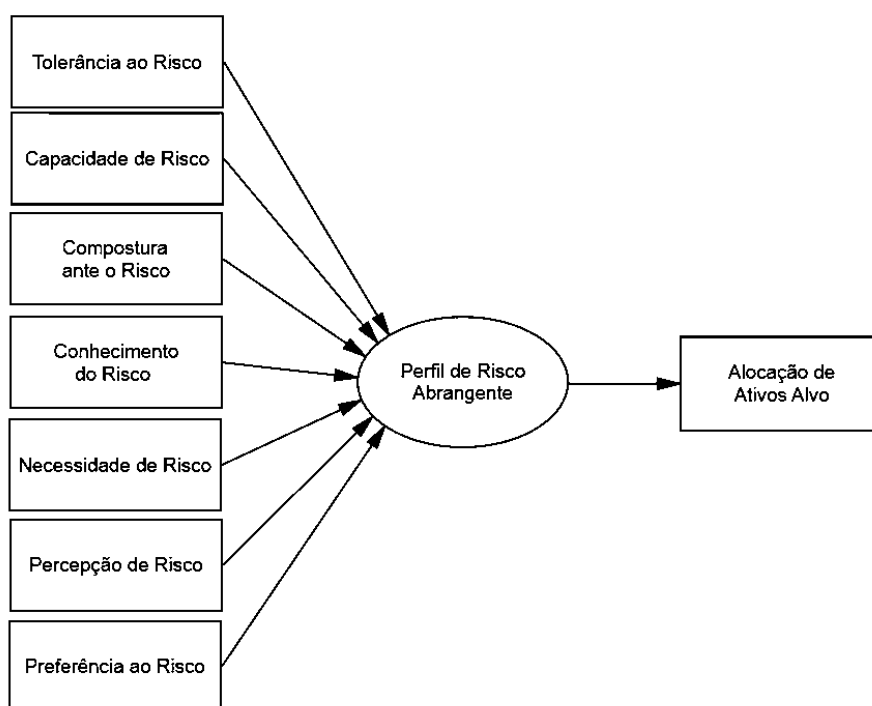 Tolerância ao Risco
Capacidade de Risco
Compostura
ante o Risco
Conhecimento
do Risco
Necessidade de Risco
Percepção de Risco
Preferência ao Risco
Perfil de Risco
Abrangente
Alocação de
Ativos Alvo